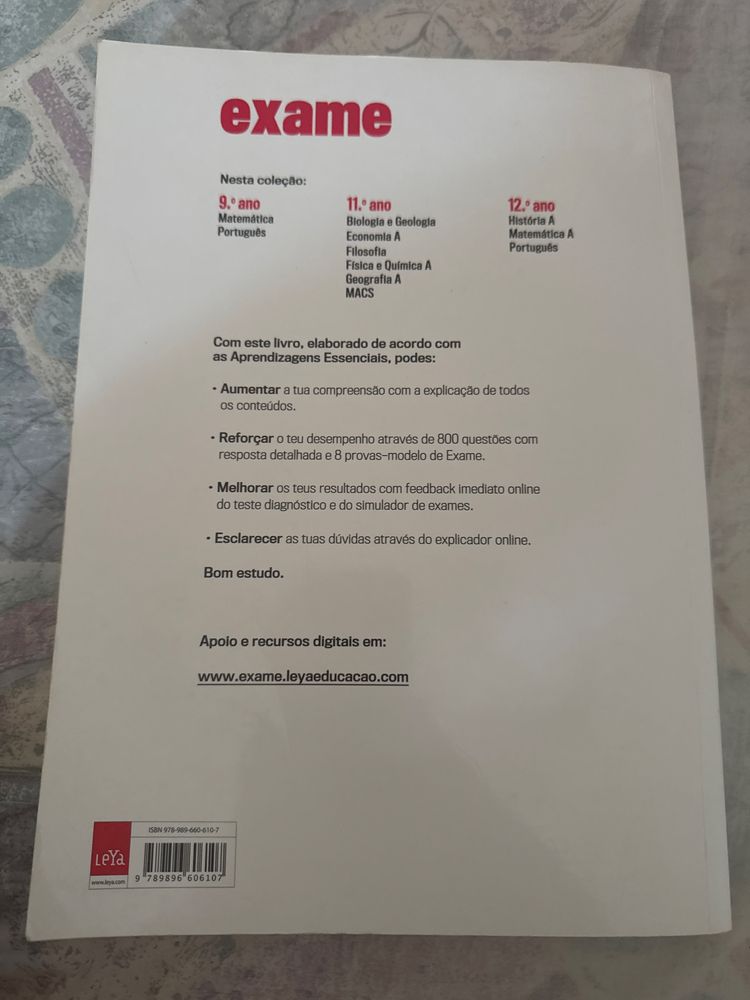 exame
Nesta coleção:
9.º ano
Matemática
Português
11.º ano
Biologia e Geologia
Economia A
Filosofia
Física e Química A
Geografia A
MACS
12.º ano
História A
Matemática A
Português
Com este livro, elaborado de acordo com
as Aprendizagens Essenciais, podes:
• Aumentar a tua compreensão com a explicação de todos
os conteúdos.
• Reforçar o teu desempenho através de 800 questões com
resposta detalhada e 8 provas-modelo de Exame.
• Melhorar os teus resultados com feedback imediato online
do teste diagnóstico e do simulador de exames.
• Esclarecer as tuas dúvidas através do explicador online.
Bom estudo.
Apoio e recursos digitais em:
www.exame.leyaeducacao.com
LeYa
www.leya.com
ISBN 978-989-660-610-7
9 789896 606107